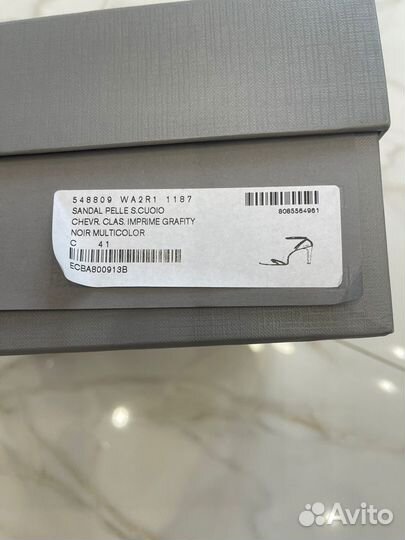 548809 WA2R1 1187
SANDAL PELLE S.CUOIO
8085564961
CHEVR. CLAS. IMPRIME GRAFITY
NOIR MULTICOLOR
C 41
ECBA800913B
Avito